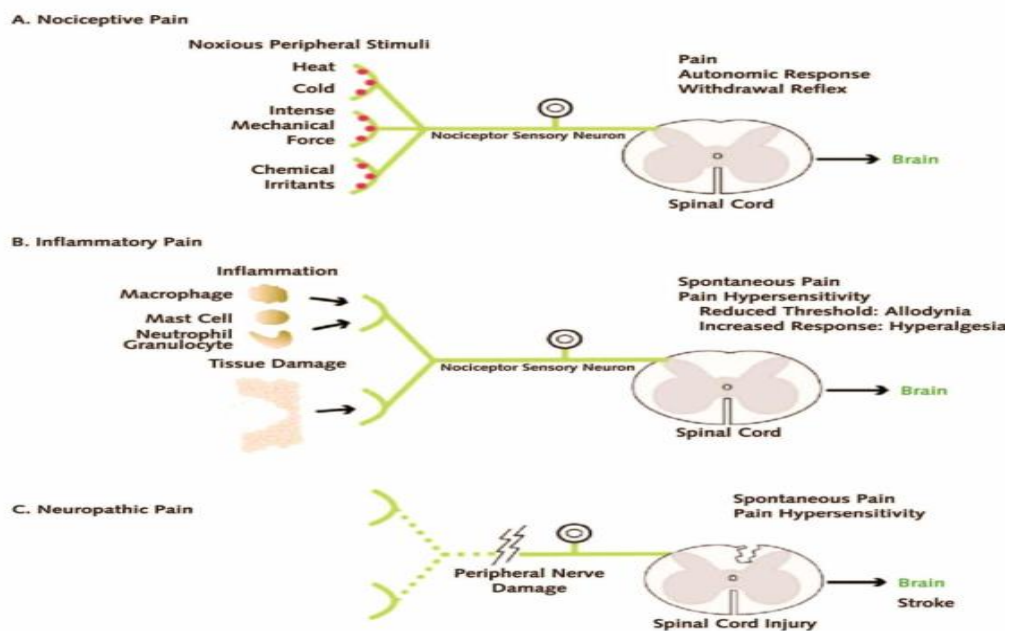 A. Nociceptive Pain
Noxious Peripheral Stimuli
Heat
Cold
Intense
Mechanical
Force
Chemical
Irritants
Nociceptor Sensory Neuron
Pain
Autonomic Response
Withdrawal Reflex
Brain
Spinal Cord
B. Inflammatory Pain
Inflammation
Macrophage
Mast Cell
Neutrophil
Granulocyte
Tissue Damage
Nociceptor Sensory Neuron
Spontaneous Pain
Pain Hypersensitivity
Reduced Threshold: Allodynia
Increased Response: Hyperalgesia
Brain
Spinal Cord
C. Neuropathic Pain
Peripheral Nerve
Damage
Spontaneous Pain
Pain Hypersensitivity
Brain
Stroke
Spinal Cord Injury